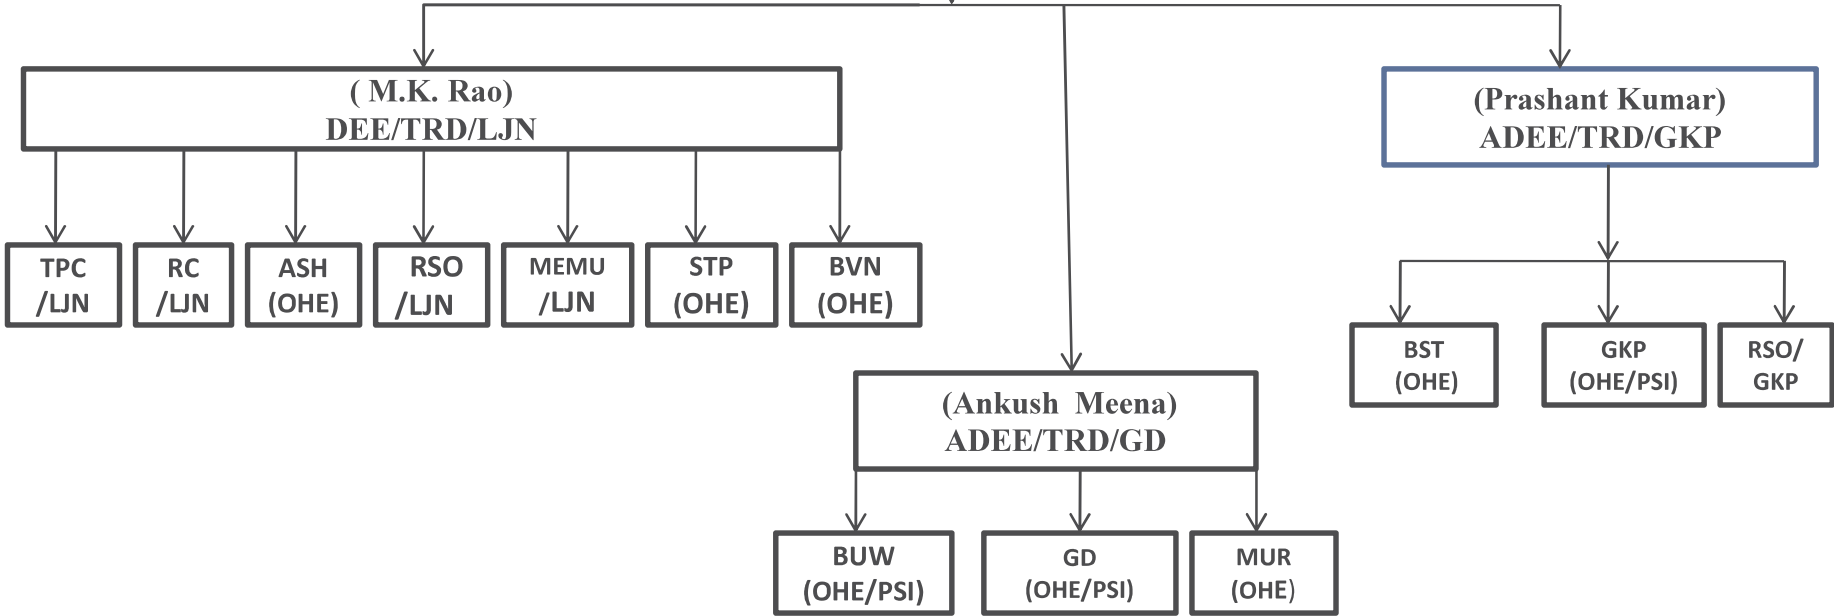 ( M.K. Rao)
DEE/TRD/LJN
(Prashant Kumar)
ADEE/TRD/GKP
TPC
/LJN
RC
/LJN
ASH
(OHE)
RSO
/LJN
MEMU
/LJN
STP
(OHE)
BVN
(OHE)
BST
(OHE)
GKP
(OHE/PSI)
RSO/
GKP
(Ankush Meena)
ADEE/TRD/GD
BUW
(OHE/PSI)
GD
(OHE/PSI)
MUR
(OHE)